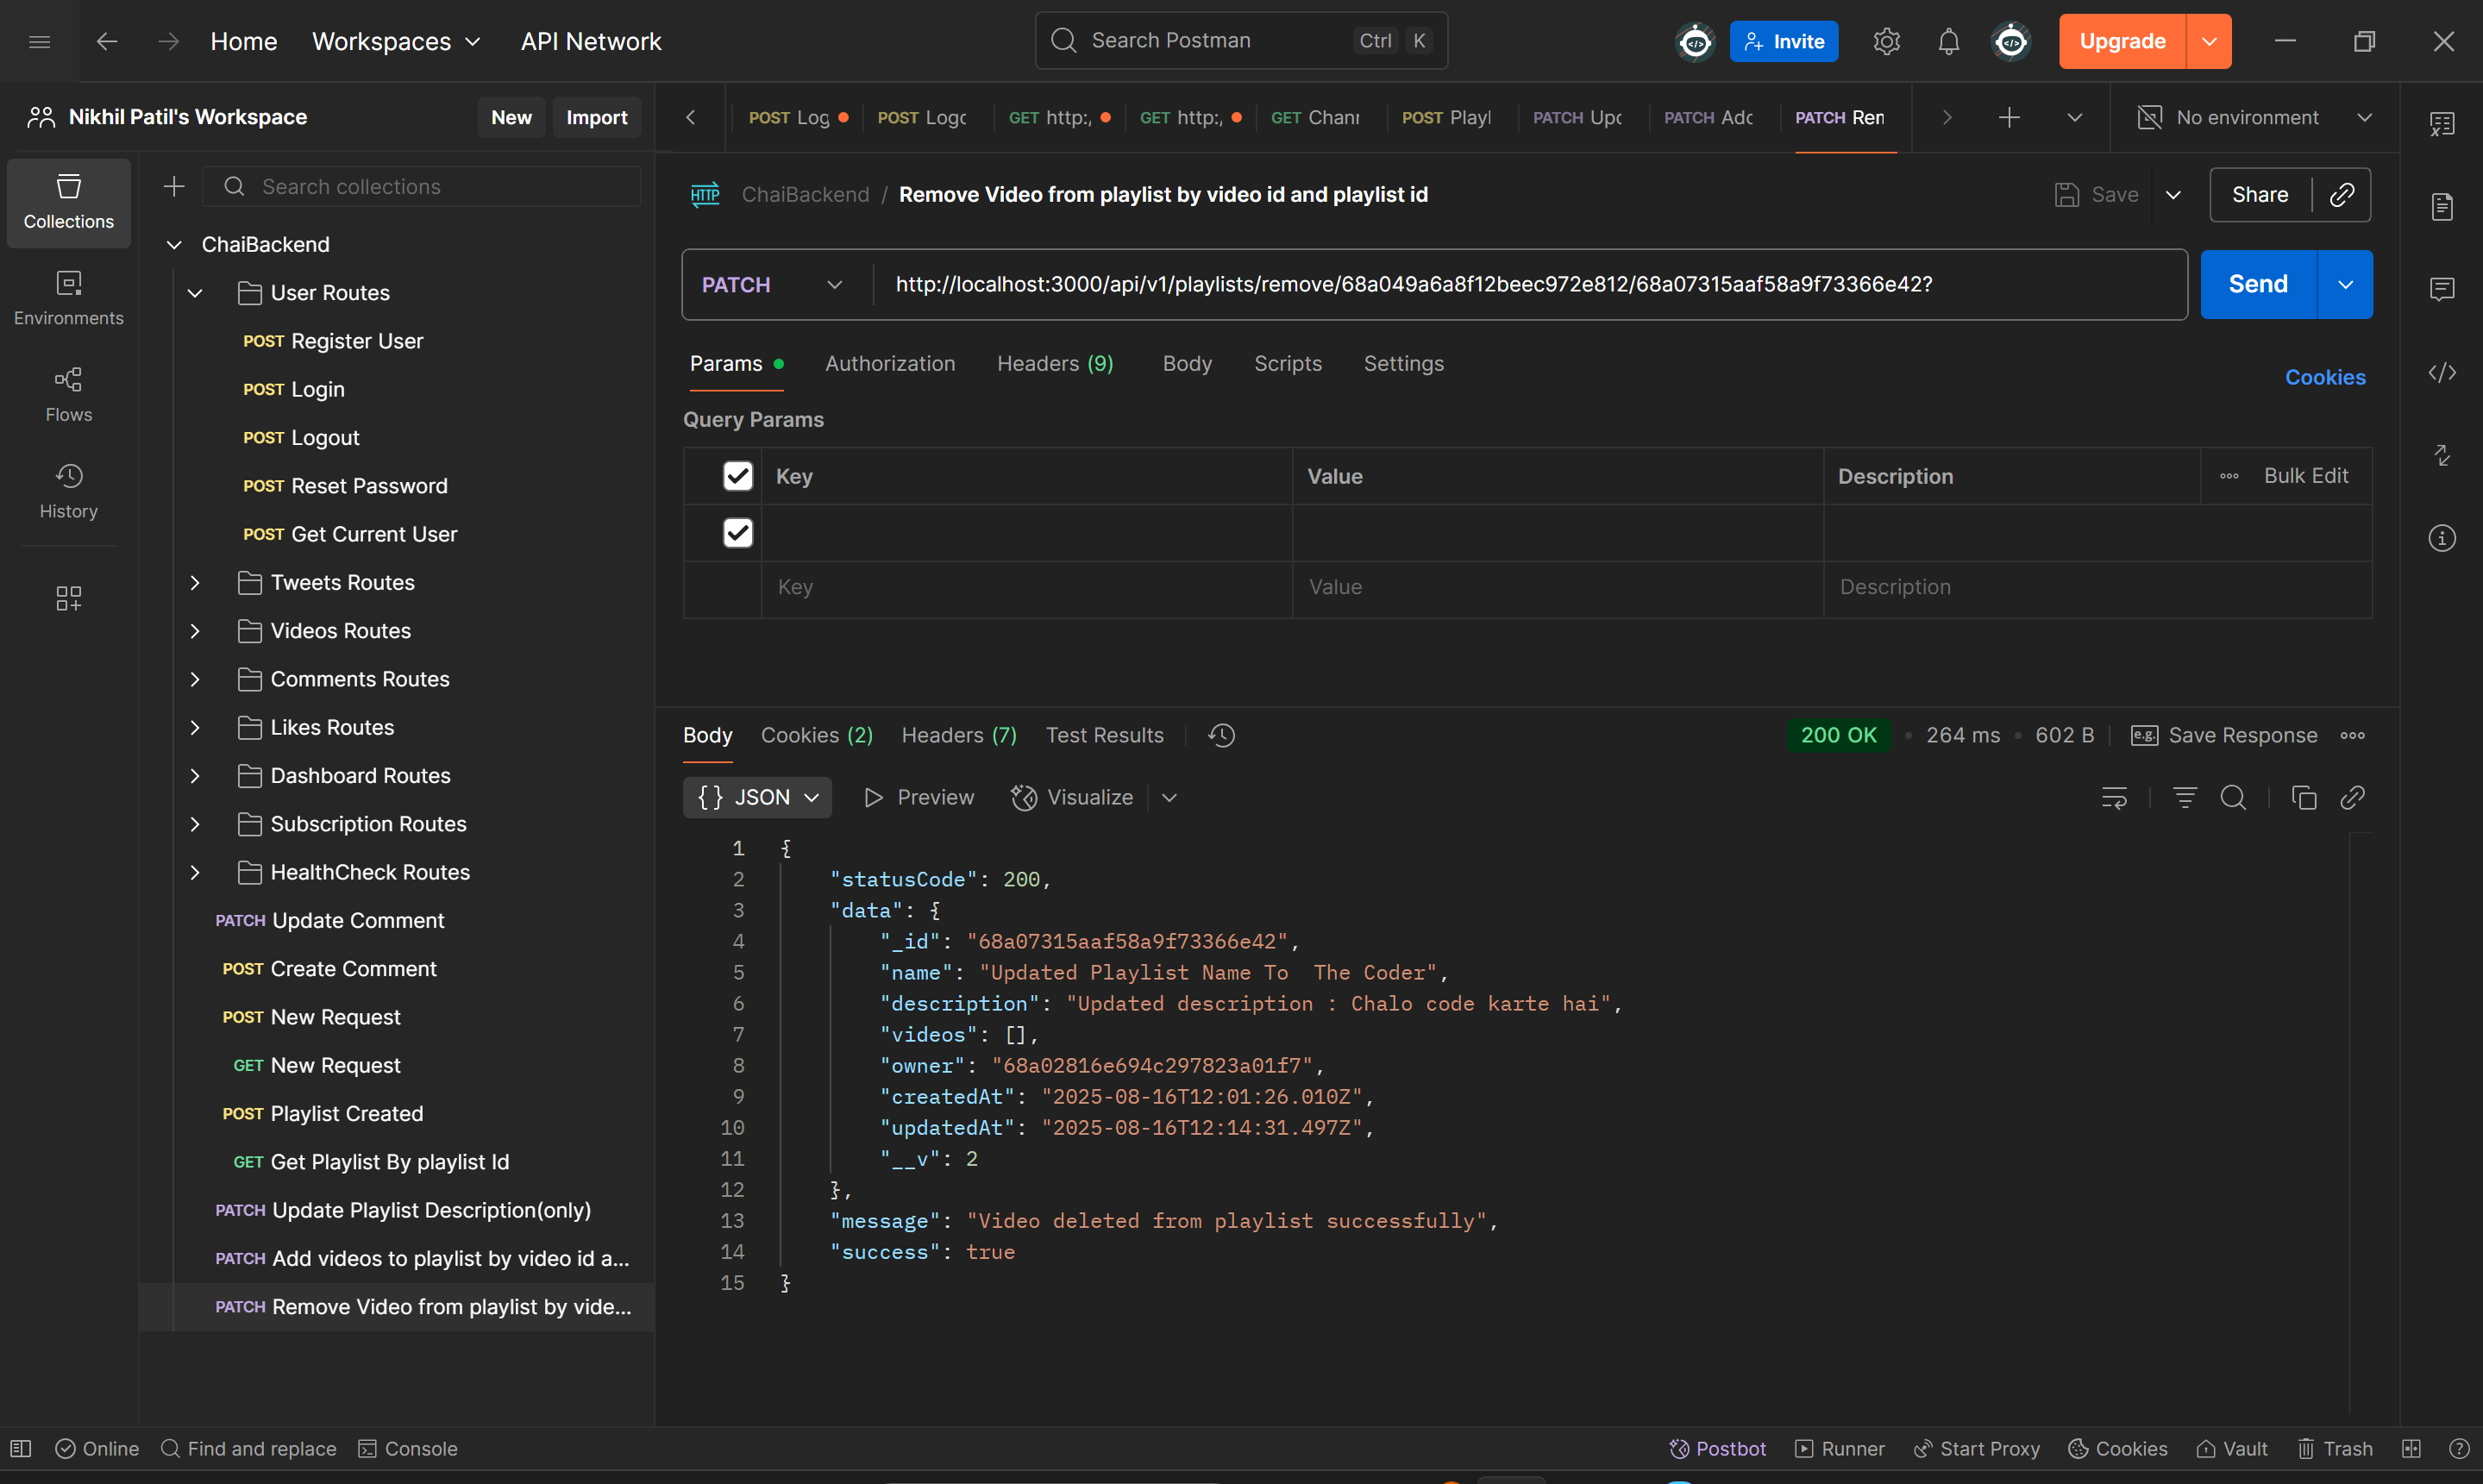 Home Workspaces API Network Search Postman Ctrl K Invite Upgrade
Nikhil Patil's Workspace New Import
POST Log POST Logo GET http:/ GET http:/ GET Chan POST Playl PATCH Upd PATCH Add PATCH Ren No environment
Collections
Environments
Flows
History
Search collections
ChaiBackend
User Routes
POST Register User
POST Login
POST Logout
POST Reset Password
POST Get Current User
Tweets Routes
Videos Routes
Comments Routes
Likes Routes
Dashboard Routes
Subscription Routes
HealthCheck Routes
PATCH Update Comment
POST Create Comment
POST New Request
GET New Request
POST Playlist Created
GET Get Playlist By playlist Id
PATCH Update Playlist Description(only)
PATCH Add videos to playlist by video id a...
PATCH Remove Video from playlist by vide...
HTTP ChaiBackend / Remove Video from playlist by video id and playlist id Save Share
PATCH http://localhost:3000/api/v1/playlists/remove/68a049a6a8f12beec972e812/68a07315aaf58a9f73366e42? Send
Params Authorization Headers (9) Body Scripts Settings Cookies
Query Params
Key Value Description Bulk Edit
Key Value Description
Body Cookies (2) Headers (7) Test Results 200 OK 264 ms 602 B e.g. Save Response
{} JSON Preview Visualize
1 {
2 "statusCode": 200,
3 "data": {
4 "_id": "68a07315aaf58a9f73366e42",
5 "name": "Updated Playlist Name To  The Coder",
6 "description": "Updated description : Chalo code karte hai",
7 "videos": [],
8 "owner": "68a02816e694c297823a01f7",
9 "createdAt": "2025-08-16T12:01:26.010Z",
10 "updatedAt": "2025-08-16T12:14:31.497Z",
11 "__v": 2
12 },
13 "message": "Video deleted from playlist successfully",
14 "success": true
15 }
Online Find and replace Console Postbot Runner Start Proxy Cookies Vault Trash